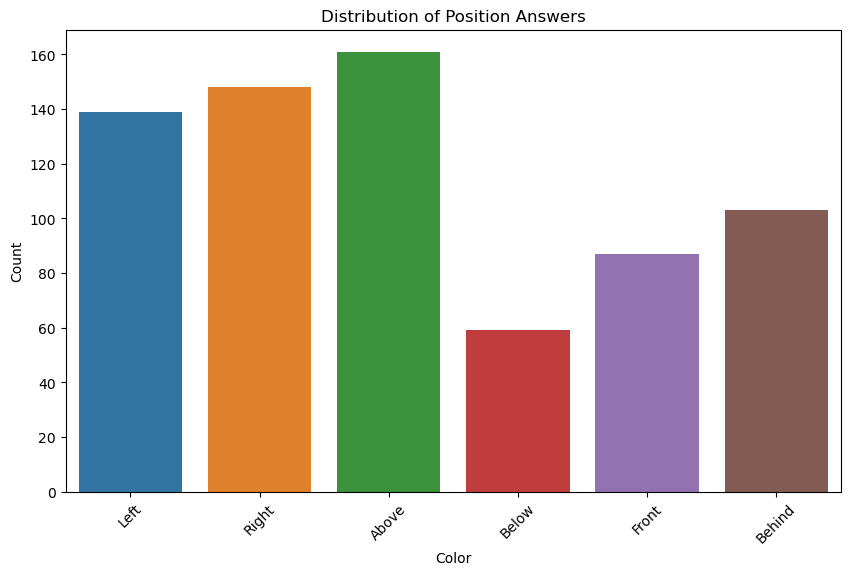 Distribution of Position Answers
160
140
120
100
80
60
40
20
0
Count
Left
Right
Above
Below
Front
Behind
Color